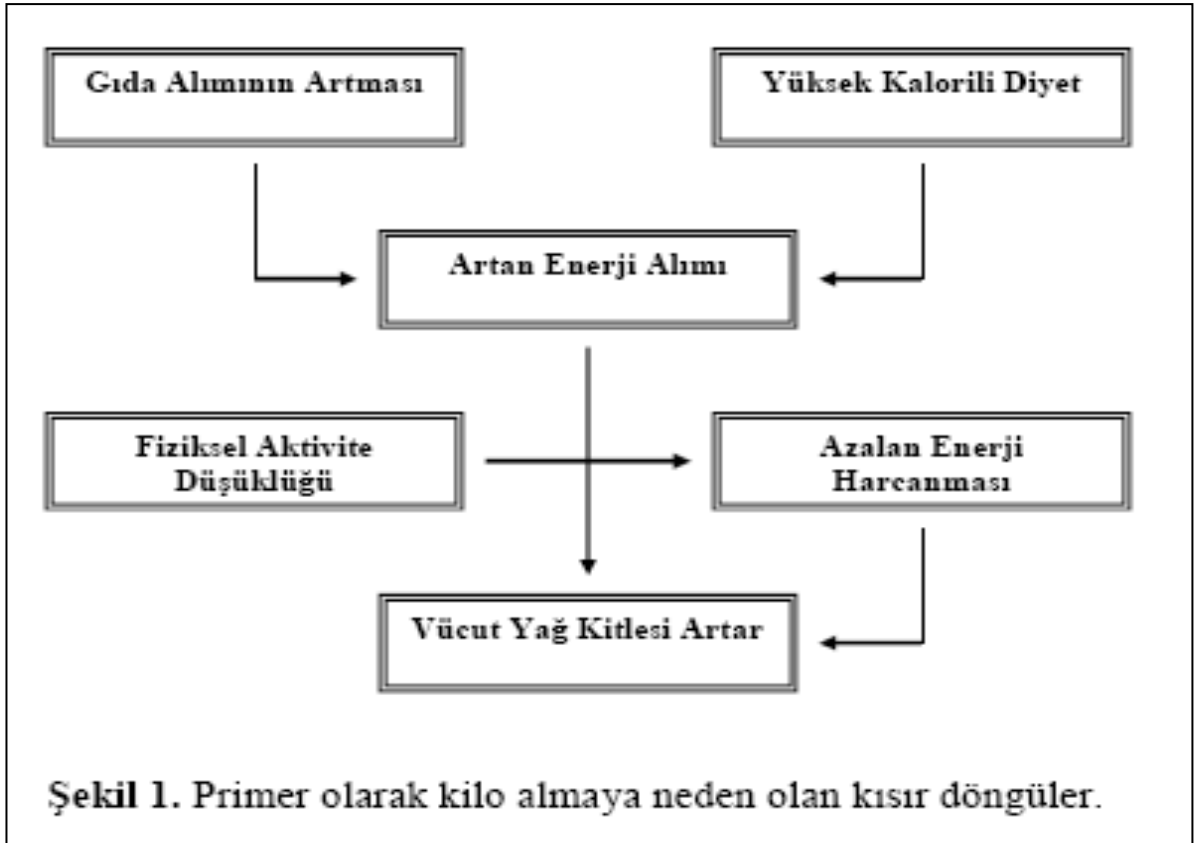 Gıda Alımının Artması
Yüksek Kalorili Diyet
Artan Enerji Alımı
Fiziksel Aktivite
Düşüklüğü
Azalan Enerji
Harcanması
Vücut Yağ Kitlesi Artar
Şekil 1. Primer olarak kilo almaya neden olan kısır döngüler.